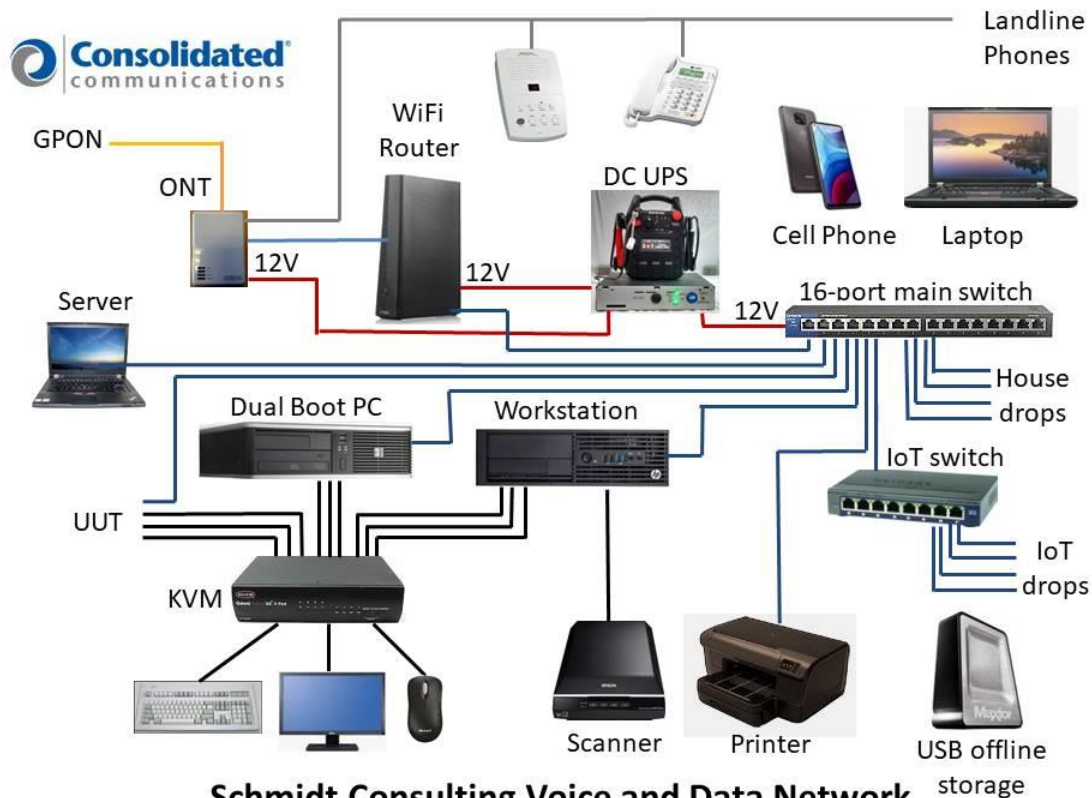 Consolidated
communications
Landline
Phones
GPON
WiFi
Router
ONT
DC UPS
Cell Phone
Laptop
12V
12V
12V
16-port main switch
Server
House
drops
Dual Boot PC
Workstation
IoT switch
UUT
IoT
drops
KVM
EPSON
Maxtor
Scanner
Printer
USB offline
storage
Schmidt Consulting Voice and Data Network